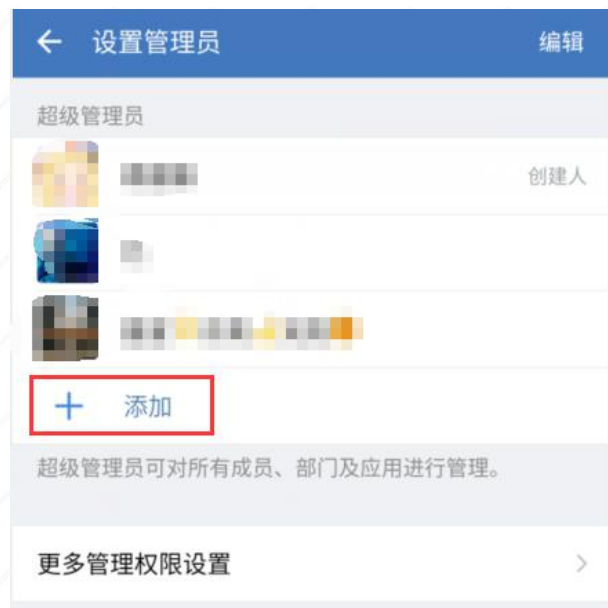 设置管理员 编辑
超级管理员
创建人
添加
超级管理员可对所有成员、部门及应用进行管理。
更多管理权限设置